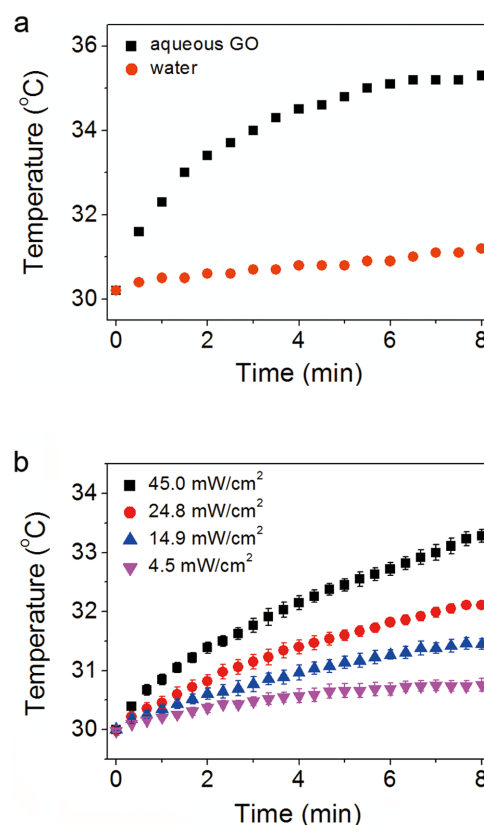 a
aqueous GO
water
36
34
31
30
Temperature (°C)
0 2 4 6 8
Time (min)
b
45.0 mW/cm²
24.8 mW/cm²
14.9 mW/cm²
4.5 mW/cm²
34
33
32
31
30
Temperature (°C)
0 2 4 6 8
Time (min)